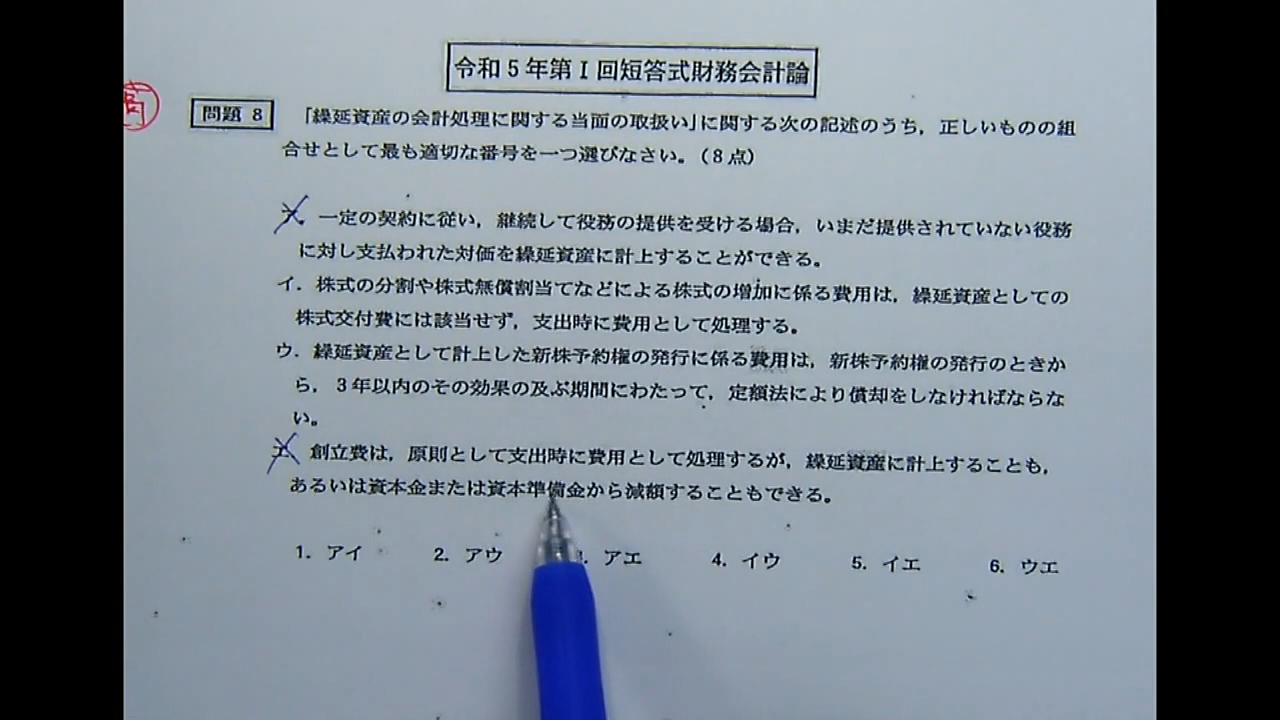 令和5年第Ⅰ回短答式財務会計論
問題 8
「繰延資産の会計処理に関する当面の取扱い」に関する次の記述のうち，正しいものの組
合せとして最も適切な番号を一つ選びなさい。（8点）
ア．一定の契約に従い，継続して役務の提供を受ける場合，いまだ提供されていない役務
に対し支払われた対価を繰延資産に計上することができる。
イ．株式の分割や株式無償割当てなどによる株式の増加に係る費用は，繰延資産としての
株式交付費には該当せず，支出時に費用として処理する。
ウ．繰延資産として計上した新株予約権の発行に係る費用は，新株予約権の発行のときか
ら，3年以内のその効果の及ぶ期間にわたって，定額法により償却をしなければならな
い。
エ 創立費は，原則として支出時に費用として処理するが，繰延資産に計上することも，
あるいは資本金または資本準備金から減額することもできる。
1．アイ 2．アウ 3．アエ 4．イウ 5．イエ 6．ウエ